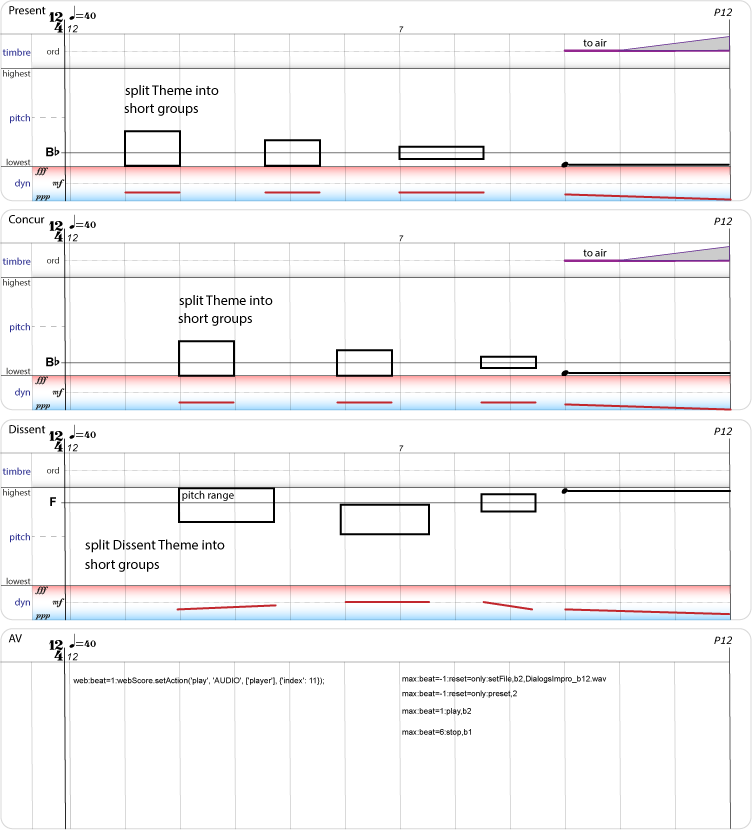 Present
12
4
♩=40
P12
12
7
timbre
ord
to air
highest
split Theme into
short groups
pitch
B♭
lowest
fff
dyn
mf
ppp
Concur
12
4
♩=40
P12
12
7
timbre
ord
to air
highest
split Theme into
short groups
pitch
B♭
lowest
fff
dyn
mf
ppp
Dissent
12
4
♩=40
P12
12
7
timbre
ord
highest
pitch range
F
pitch
split Dissent Theme into
short groups
lowest
fff
dyn
mf
ppp
AV
12
4
♩=40
P12
12
web:beat=1:webScore.setAction('play', 'AUDIO', ['player'], {'index': 11});
max:beat=-1:reset=only:setFile,b2,DialogsImpro_b12.wav
max:beat=-1:reset=only:preset,2
max:beat=1:play,b2
max:beat=6:stop,b1